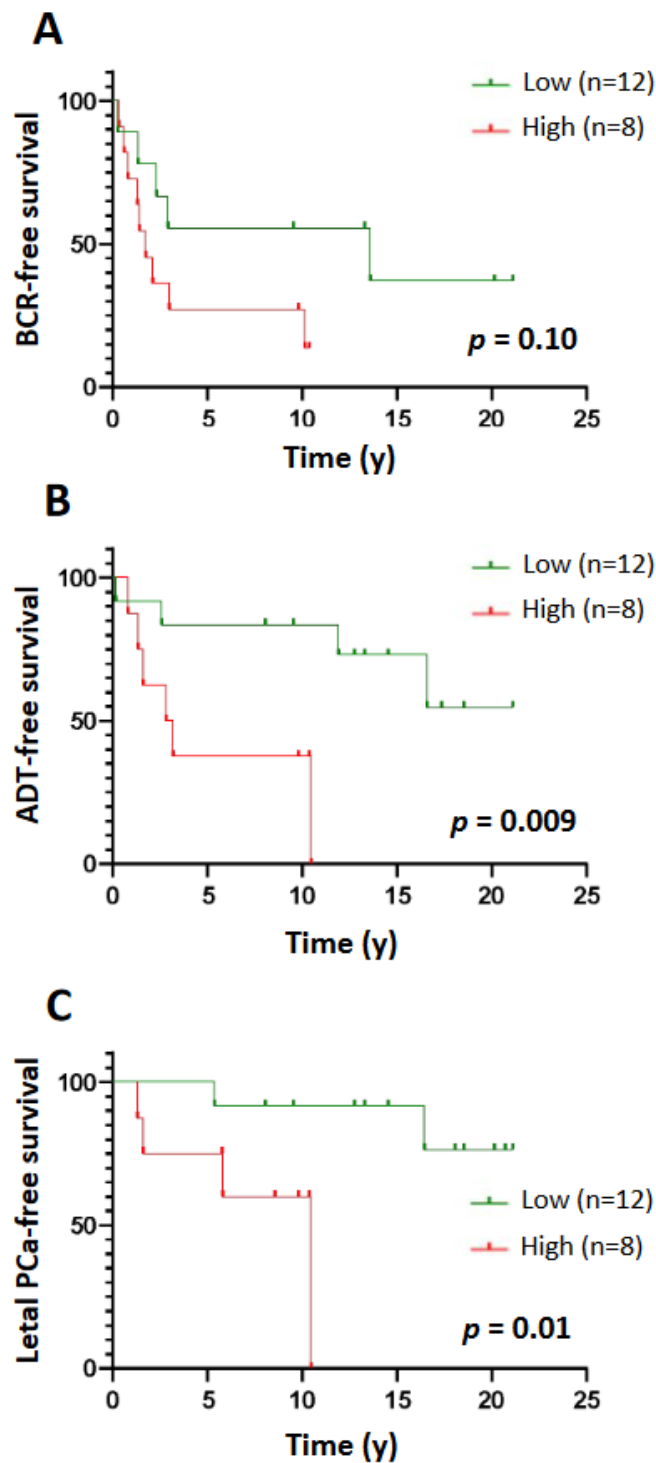 A
BCR-free survival
Low (n=12)
High (n=8)
100
50
0
p = 0.10
0 5 10 15 20 25
Time (y)
B
ADT-free survival
Low (n=12)
High (n=8)
100
50
0
p = 0.009
0 5 10 15 20 25
Time (y)
C
Letal PCa-free survival
100
50
0
Low (n=12)
High (n=8)
p = 0.01
0 5 10 15 20 25
Time (y)